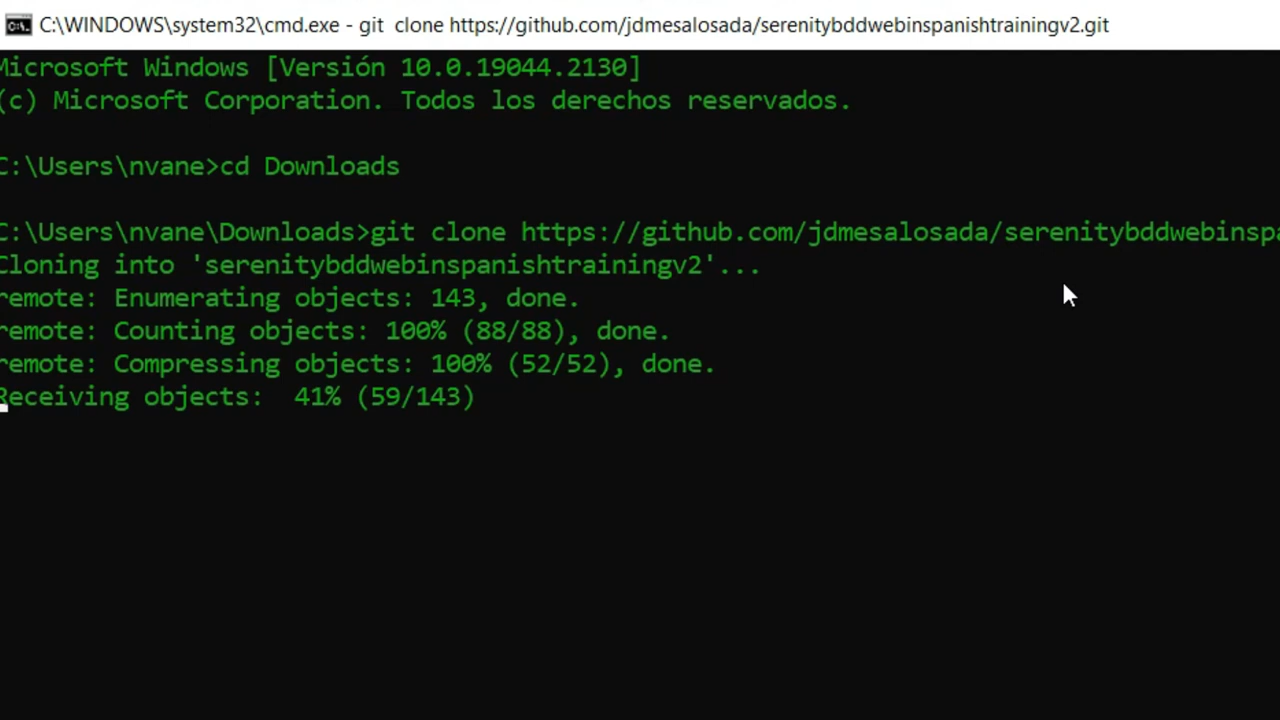 C:\WINDOWS\system32\cmd.exe - git  clone https://github.com/jdmesalosada/serenitybddwebinspanishtrainingv2.git
Microsoft Windows [Versión 10.0.19044.2130]
(c) Microsoft Corporation. Todos los derechos reservados.
C:\Users\nvane>cd Downloads
C:\Users\nvane\Downloads>git clone https://github.com/jdmesalosada/serenitybddwebinspa
Cloning into 'serenitybddwebinspanishtrainingv2'...
remote: Enumerating objects: 143, done.
remote: Counting objects: 100% (88/88), done.
remote: Compressing objects: 100% (52/52), done.
Receiving objects:  41% (59/143)